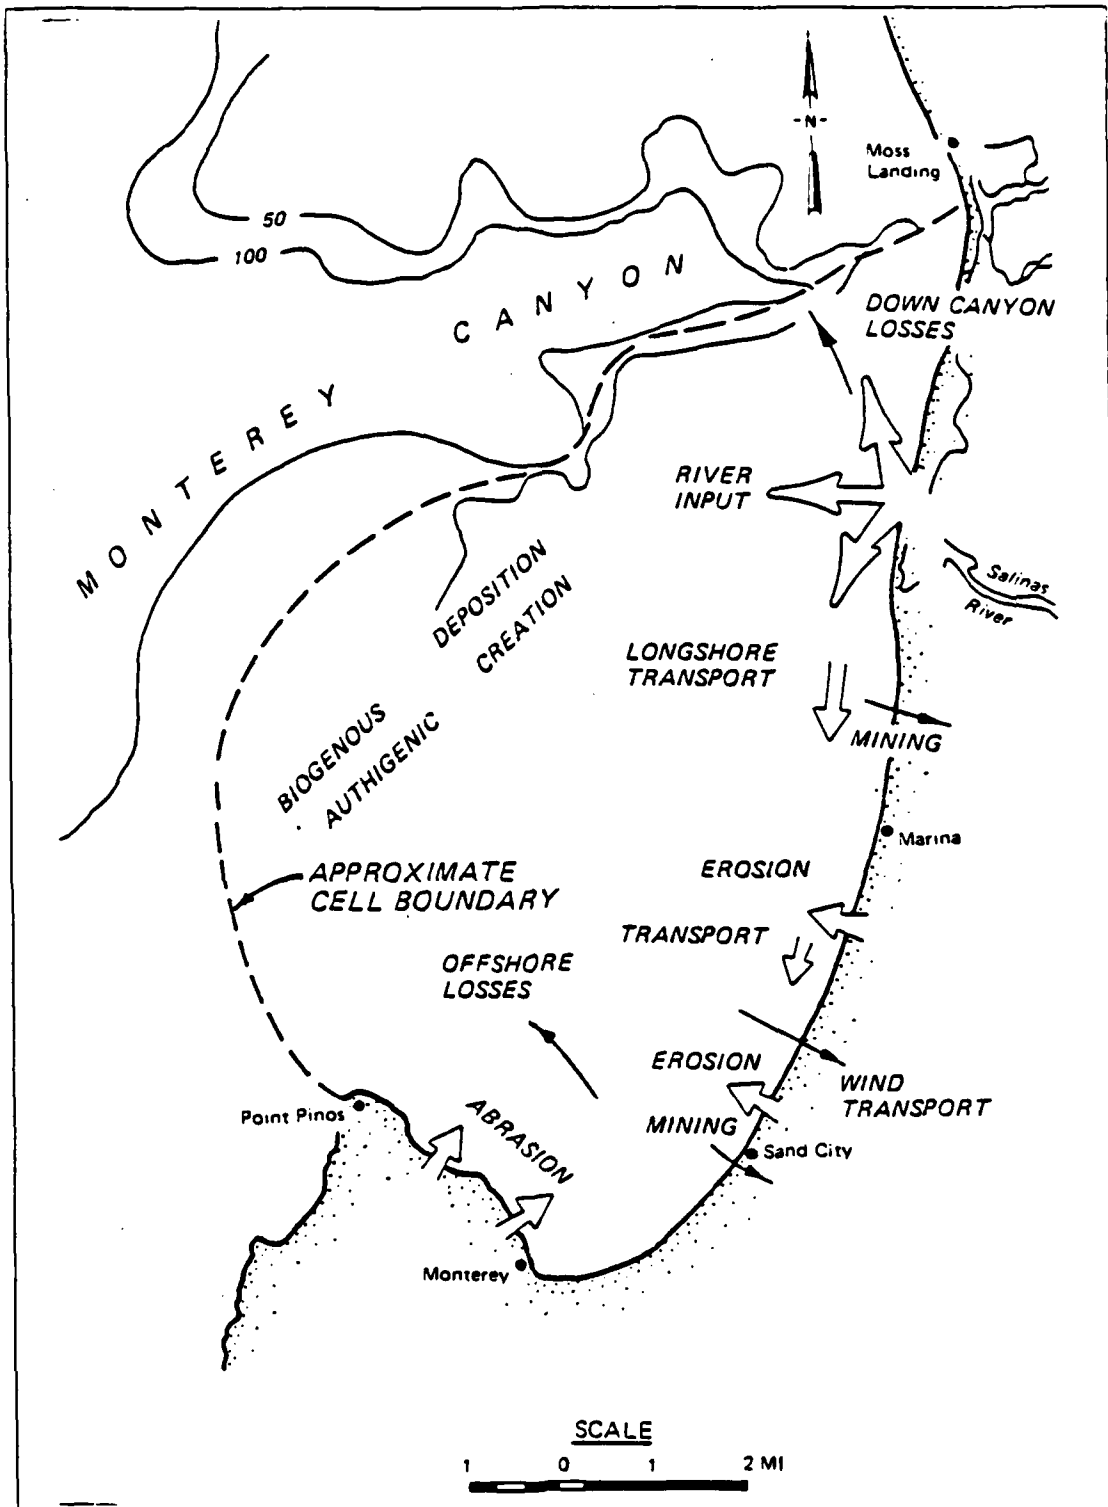 -N-
Moss
Landing
50
100
MONTEREY CANYON
DOWN CANYON
LOSSES
RIVER
INPUT
Salinas
River
DEPOSITION
CREATION
LONGSHORE
TRANSPORT
MINING
BIOGENOUS
AUTHIGENIC
Marina
APPROXIMATE
CELL BOUNDARY
EROSION
TRANSPORT
OFFSHORE
LOSSES
EROSION
WIND
TRANSPORT
Point Pinos
ABRASION
MINING
Sand City
Monterey
SCALE
1 0 1 2 MI